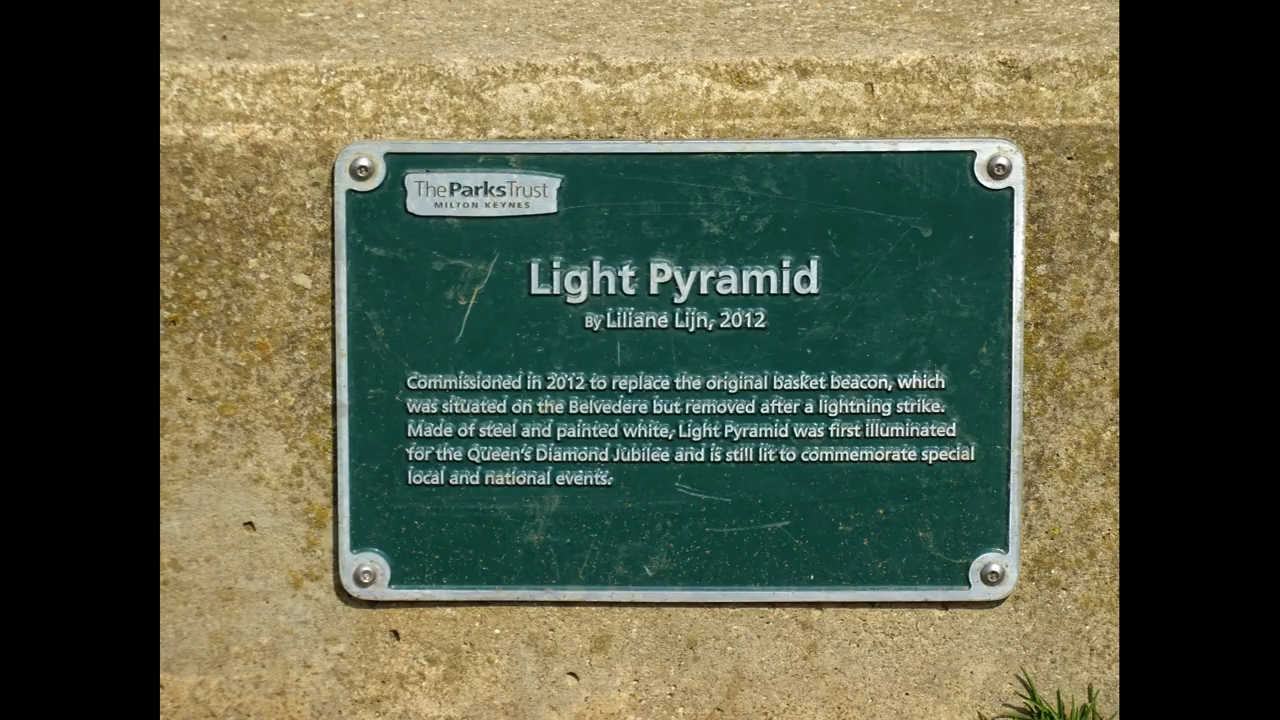 The Parks Trust
MILTON KEYNES
Light Pyramid
By Liliane Lijn, 2012
Commissioned in 2012 to replace the original basket beacon, which
was situated on the Belvedere but removed after a lightning strike.
Made of steel and painted white, Light Pyramid was first illuminated
for the Queen's Diamond Jubilee and is still lit to commemorate special
local and national events.